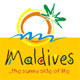 Maldives
...the sunny side of life